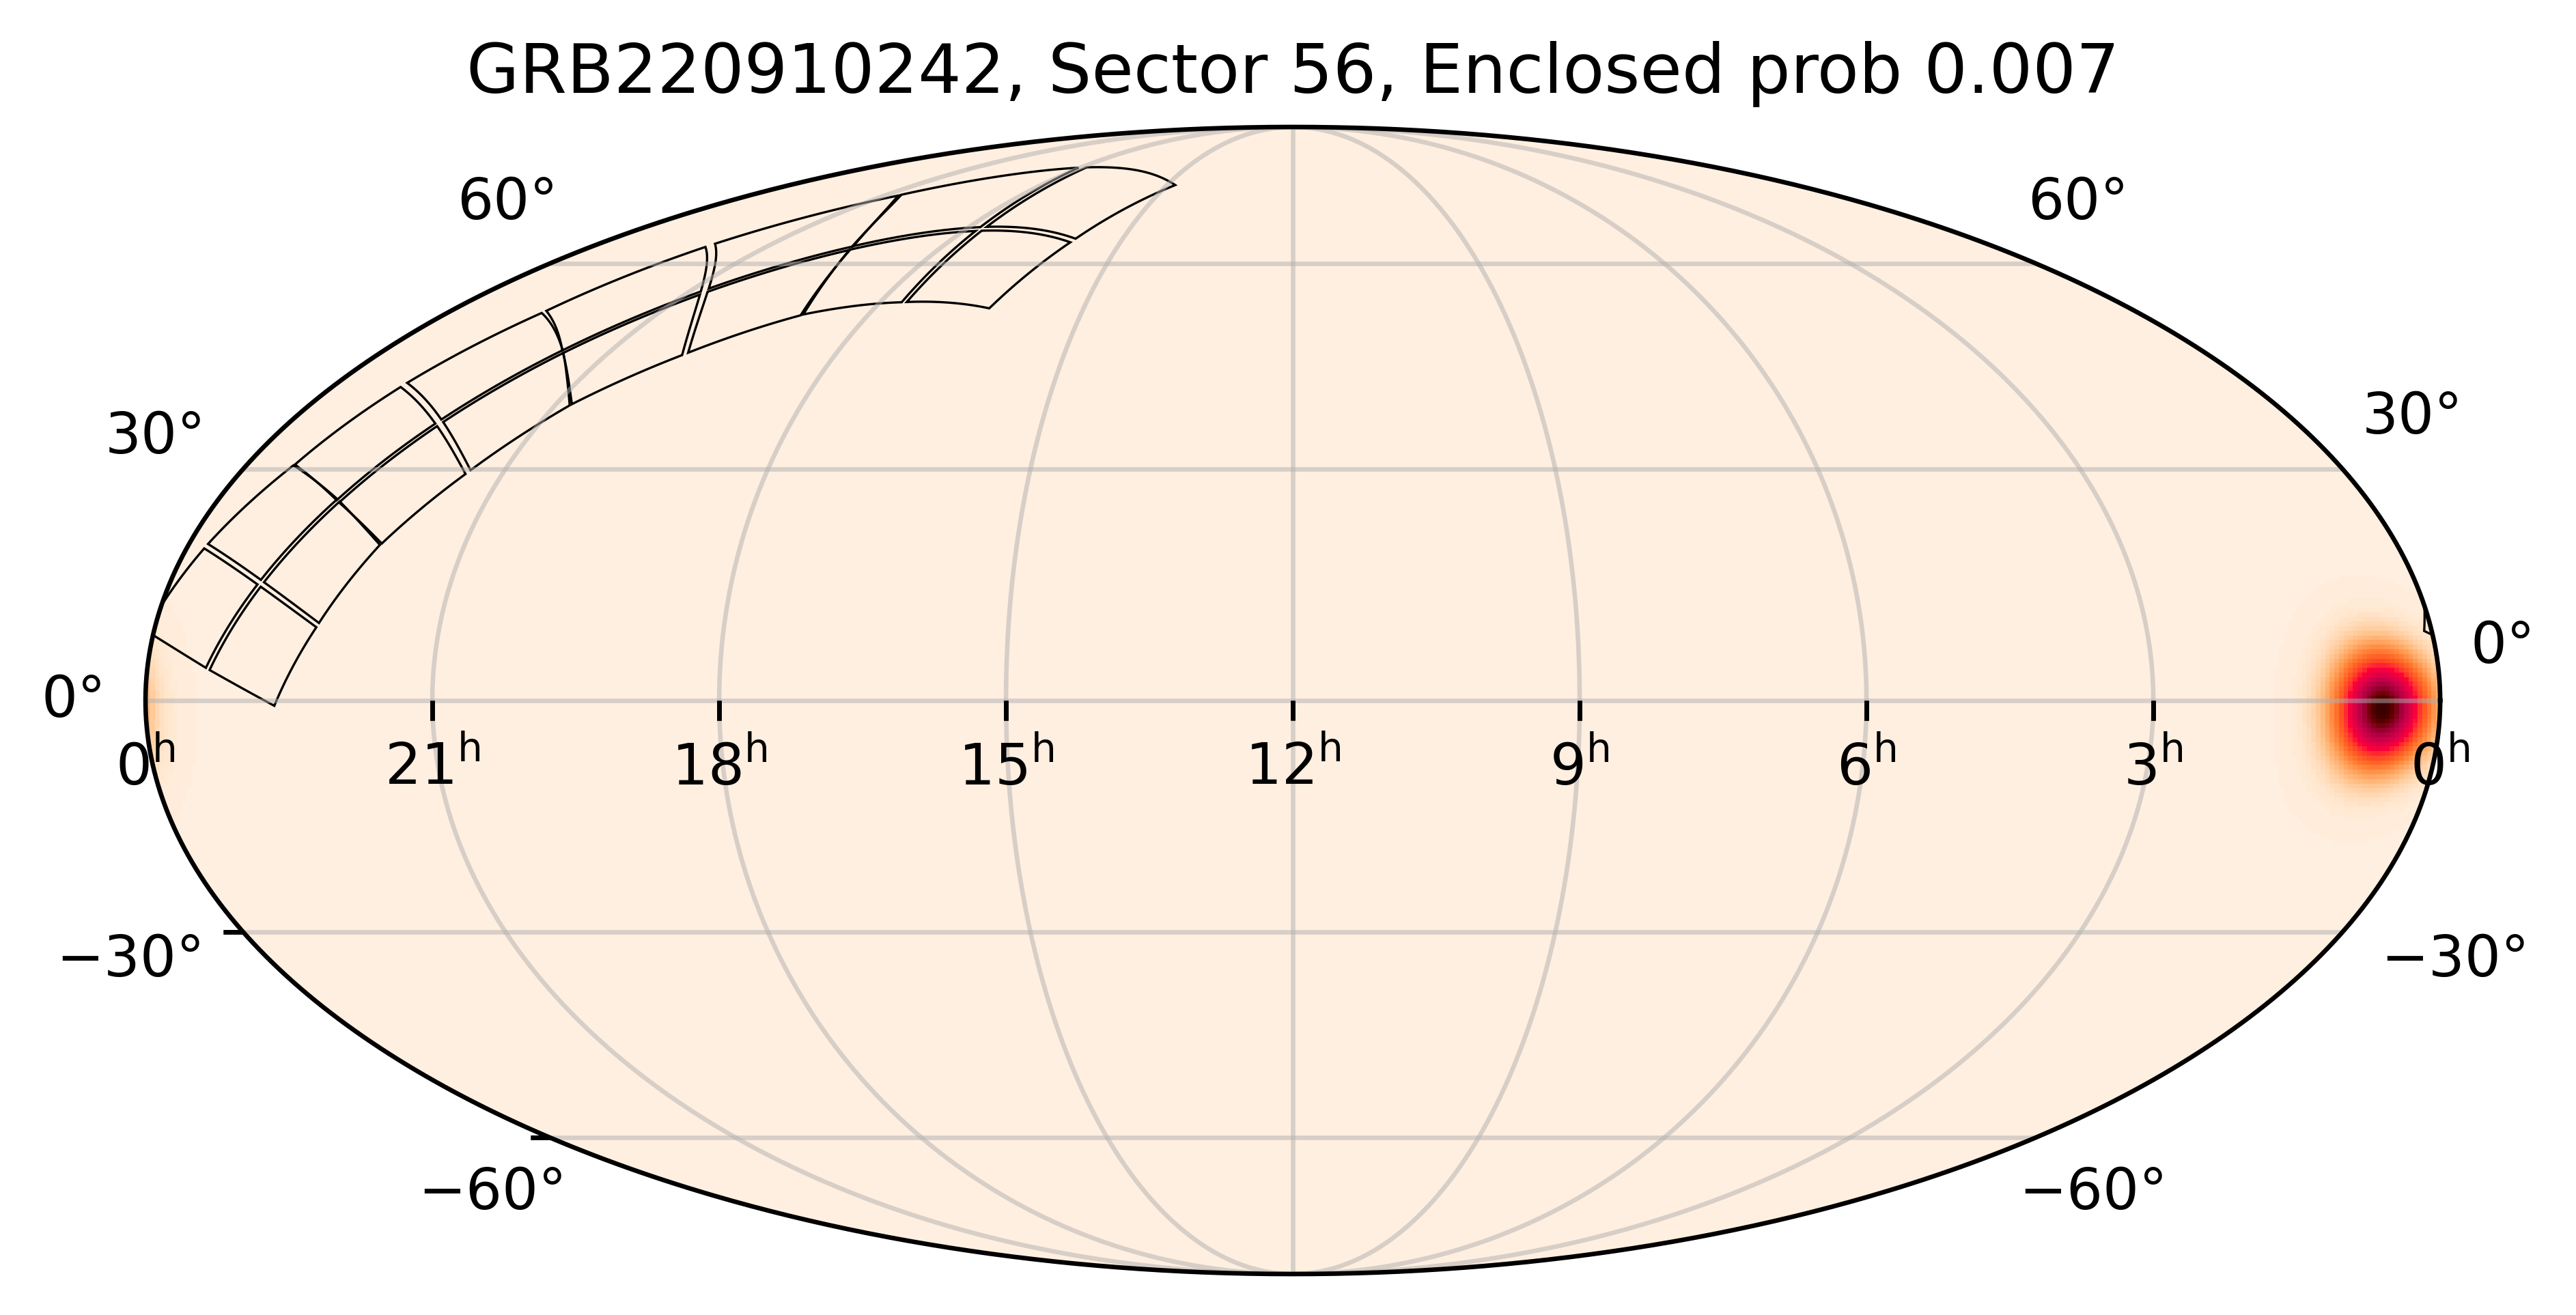 GRB220910242, Sector 56, Enclosed prob 0.007
60° 60°
30° 30°
0° 0°
0h 21h 18h 15h 12h 9h 6h 3h 0h
−30° −30°
−60° −60°